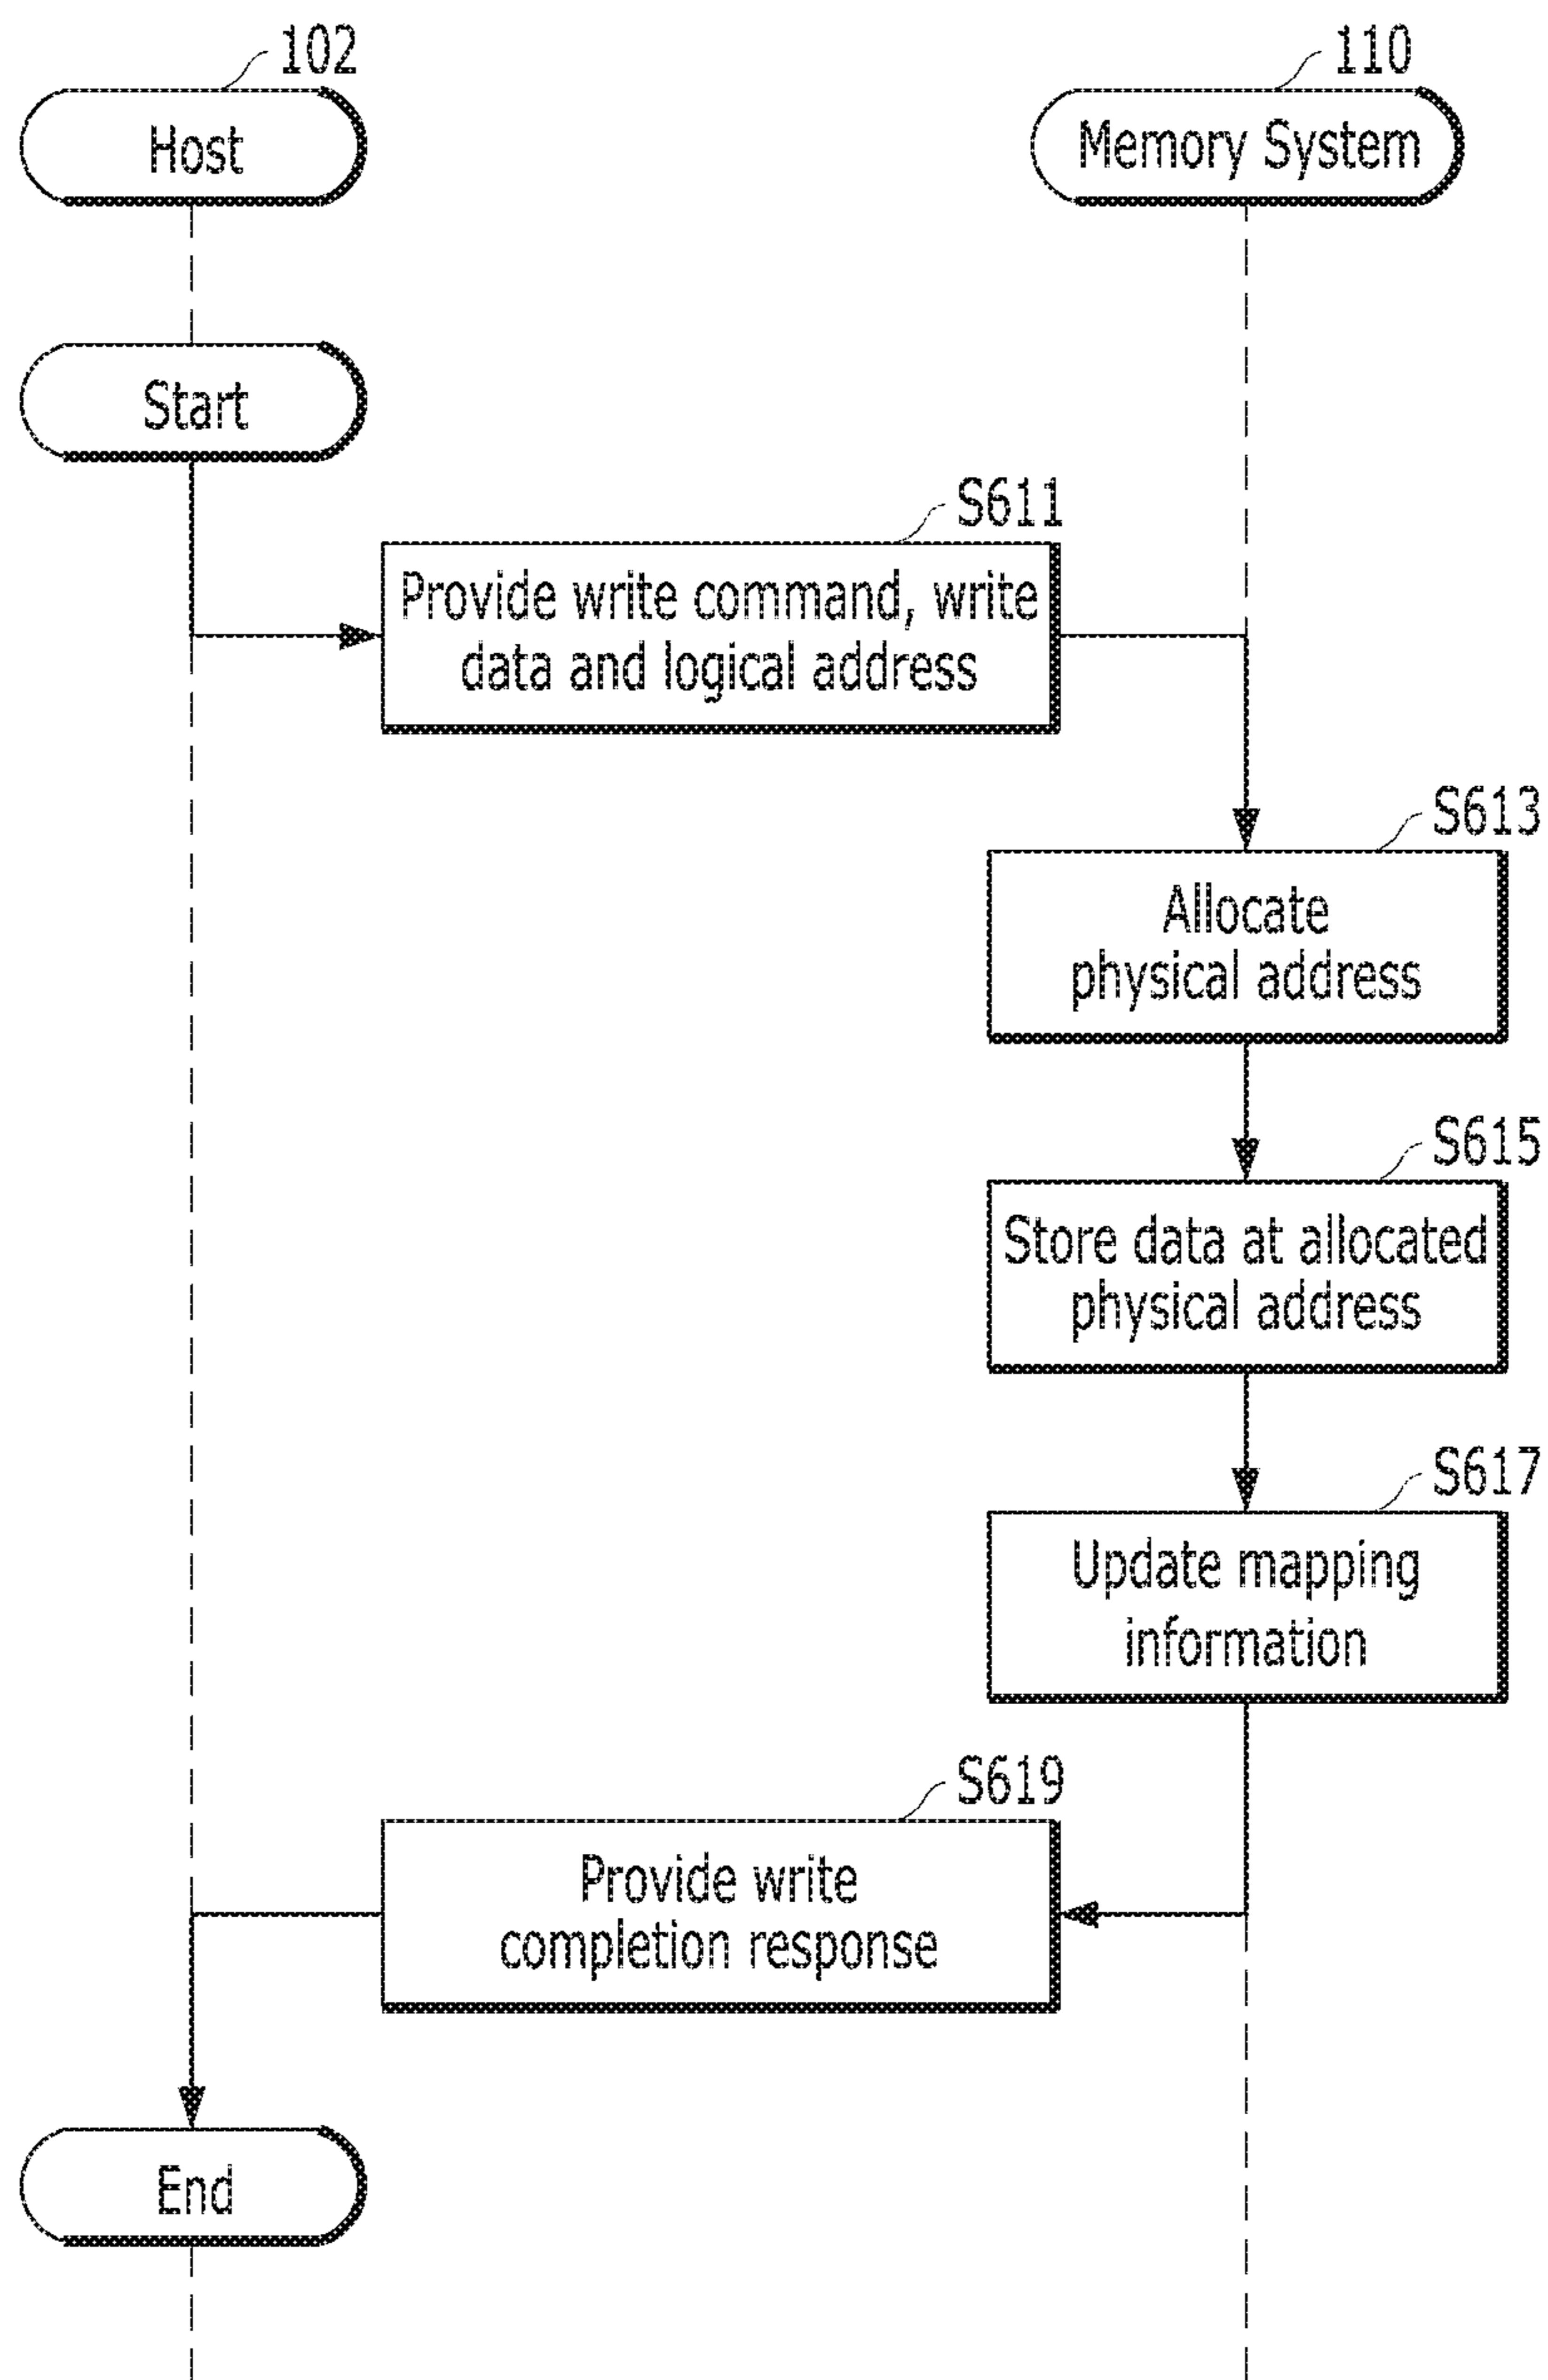 102
110
Host
Memory System
Start
S611
Provide write command, write
data and logical address
S613
Allocate
physical address
S615
Store data at allocated
physical address
S617
Update mapping
information
S619
Provide write
completion response
End